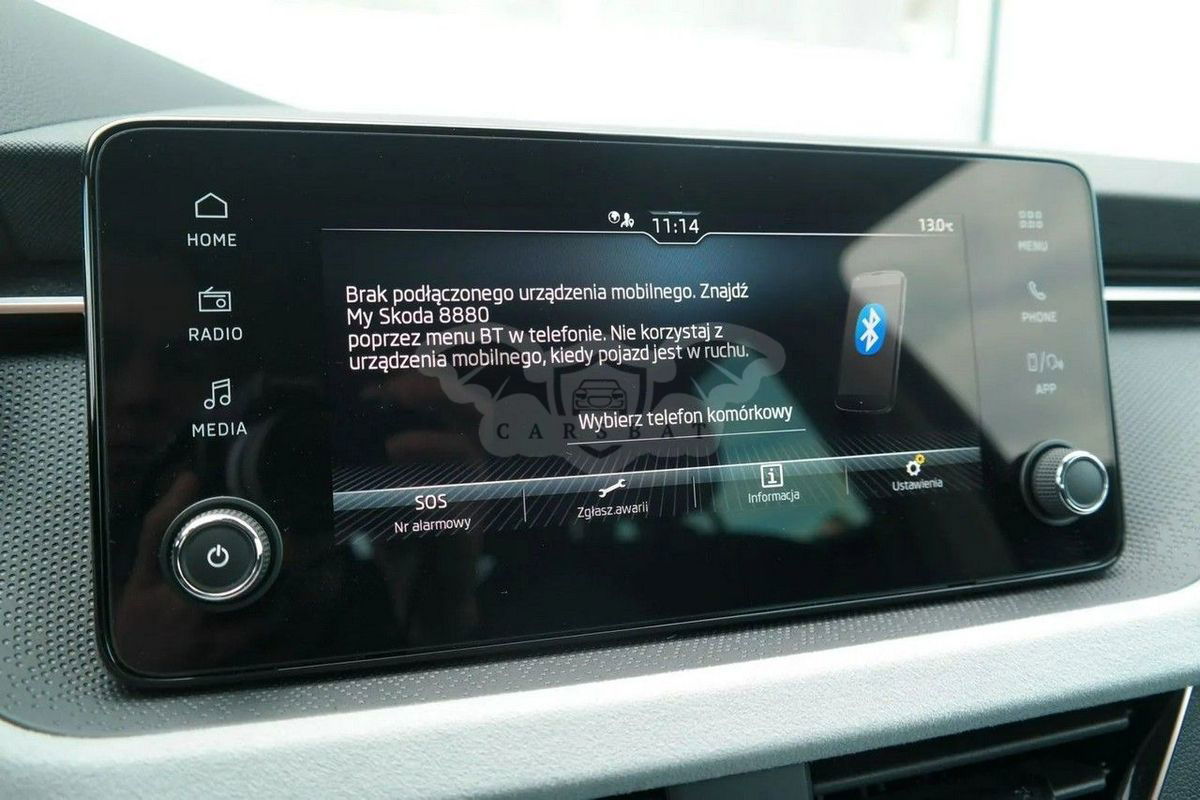 HOME
RADIO
MEDIA
11:14
13.0°C
Brak podłączonego urządzenia mobilnego. Znajdź
My Skoda 8880
poprzez menu BT w telefonie. Nie korzystaj z
urządzenia mobilnego, kiedy pojazd jest w ruchu.
CARSBAT
Wybierz telefon komórkowy
SOS
Nr alarmowy
Zgłasz.awarii
Informacja
Ustawienia
MENU
PHONE
APP